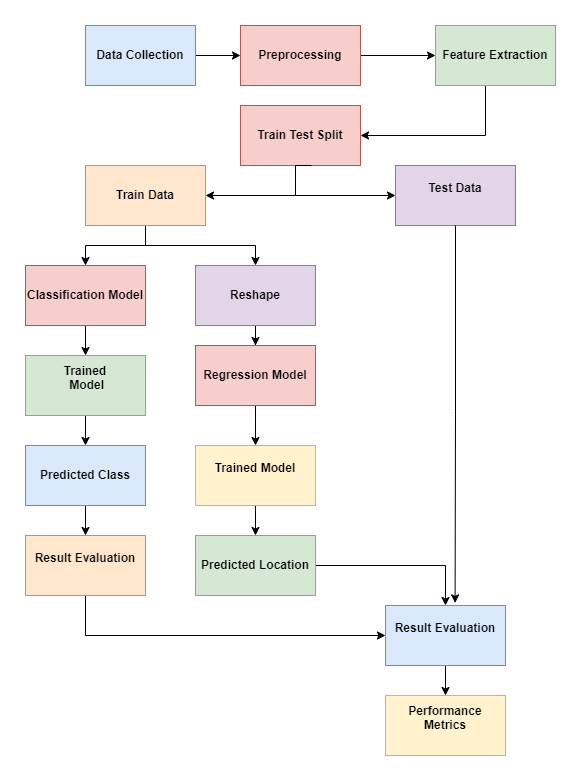 Data Collection
Preprocessing
Feature Extraction
Train Test Split
Train Data
Test Data
Classification Model
Reshape
Trained
Model
Regression Model
Predicted Class
Trained Model
Result Evaluation
Predicted Location
Result Evaluation
Performance
Metrics